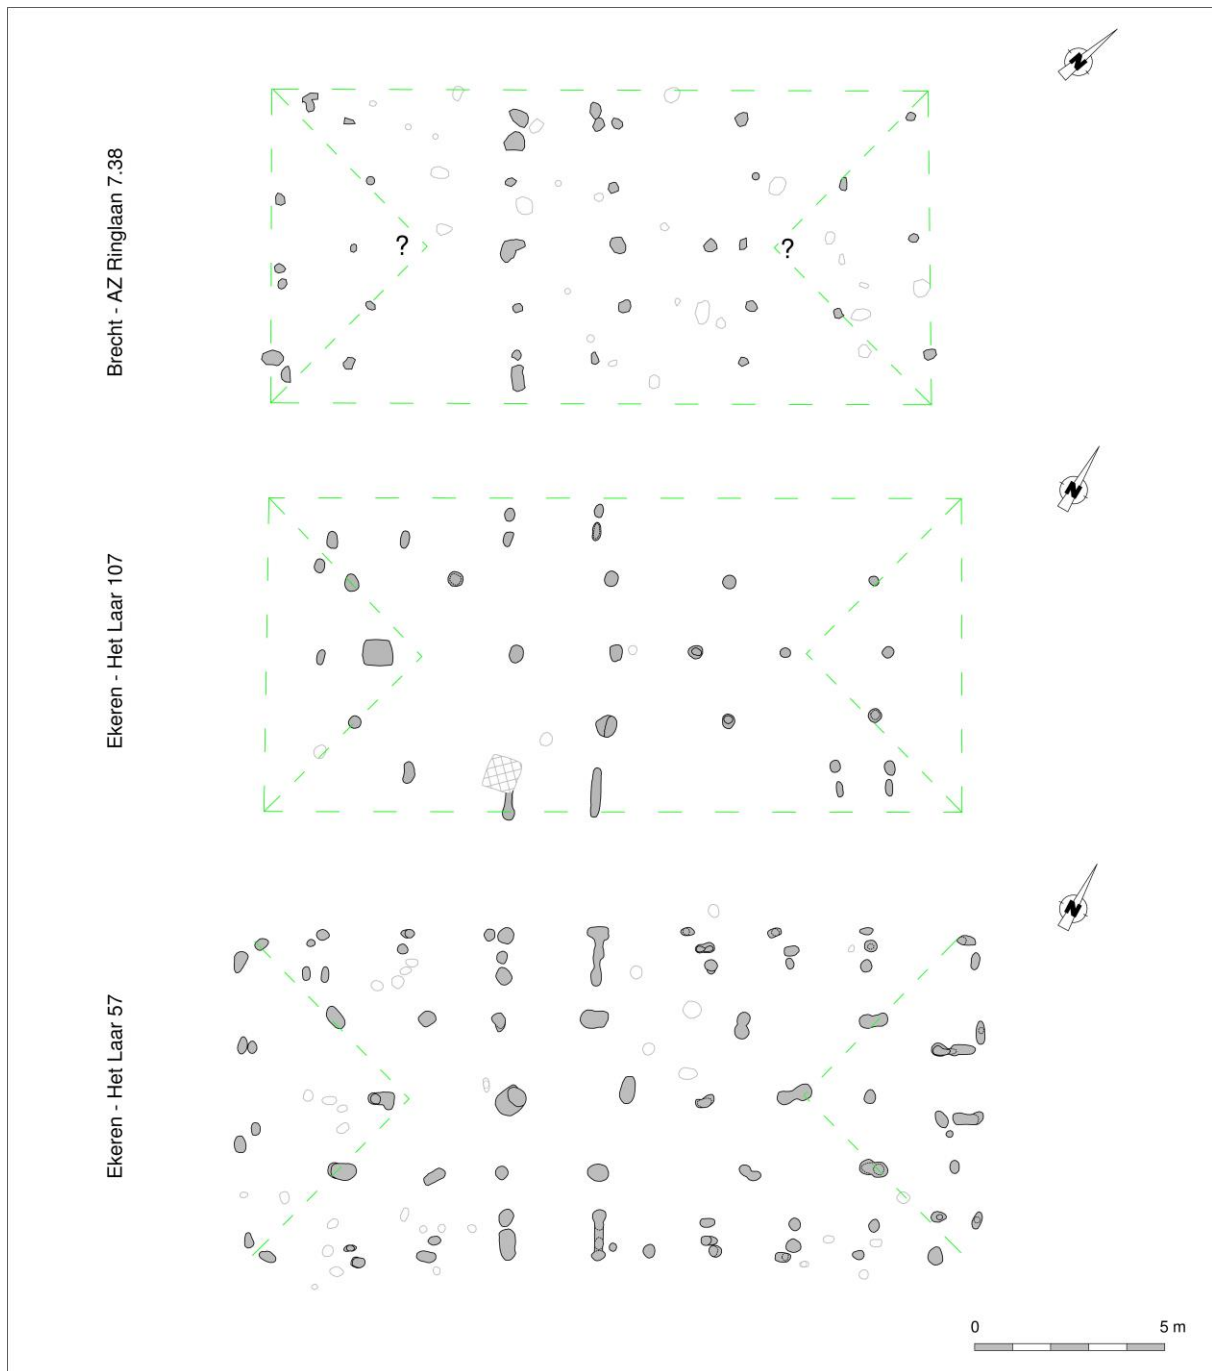 N
Brecht - AZ Ringlaan 7.38
?
?
N
Ekeren - Het Laar 107
N
Ekeren - Het Laar 57
0 5 m